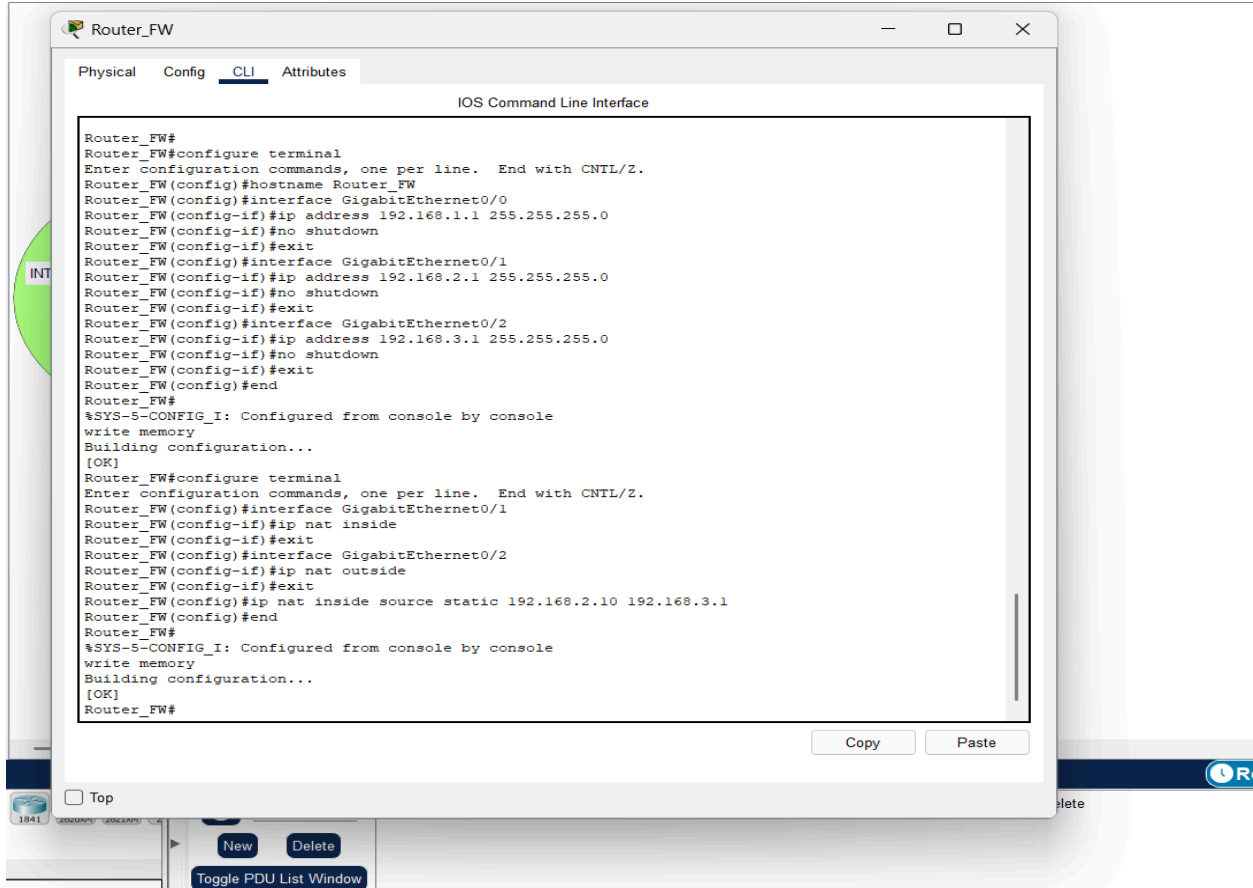 Router_FW
Physical Config CLI Attributes
IOS Command Line Interface
Router_FW#
Router_FW#configure terminal
Enter configuration commands, one per line.  End with CNTL/Z.
Router_FW(config)#hostname Router_FW
Router_FW(config)#interface GigabitEthernet0/0
Router_FW(config-if)#ip address 192.168.1.1 255.255.255.0
Router_FW(config-if)#no shutdown
Router_FW(config-if)#exit
Router_FW(config)#interface GigabitEthernet0/1
Router_FW(config-if)#ip address 192.168.2.1 255.255.255.0
Router_FW(config-if)#no shutdown
Router_FW(config-if)#exit
Router_FW(config)#interface GigabitEthernet0/2
Router_FW(config-if)#ip address 192.168.3.1 255.255.255.0
Router_FW(config-if)#no shutdown
Router_FW(config-if)#exit
Router_FW(config)#end
Router_FW#
%SYS-5-CONFIG_I: Configured from console by console
write memory
Building configuration...
[OK]
Router_FW#configure terminal
Enter configuration commands, one per line.  End with CNTL/Z.
Router_FW(config)#interface GigabitEthernet0/1
Router_FW(config-if)#ip nat inside
Router_FW(config-if)#exit
Router_FW(config)#interface GigabitEthernet0/2
Router_FW(config-if)#ip nat outside
Router_FW(config-if)#exit
Router_FW(config)#ip nat inside source static 192.168.2.10 192.168.3.1
Router_FW(config)#end
Router_FW#
%SYS-5-CONFIG_I: Configured from console by console
write memory
Building configuration...
[OK]
Router_FW#
Copy Paste
Top
INT
1841
New Delete
Toggle PDU List Window